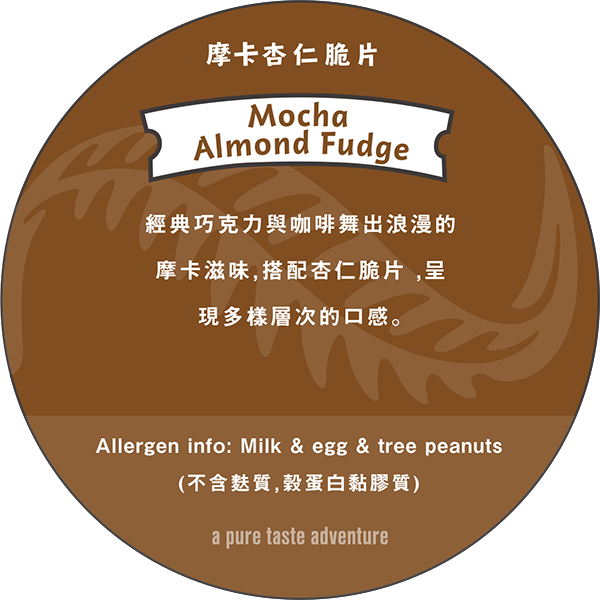 摩卡杏仁脆片
Mocha
Almond Fudge
經典巧克力與咖啡舞出浪漫的
摩卡滋味,搭配杏仁脆片 ,呈
現多樣層次的口感。
Allergen info: Milk & egg & tree peanuts
(不含麩質,穀蛋白黏膠質)
a pure taste adventure